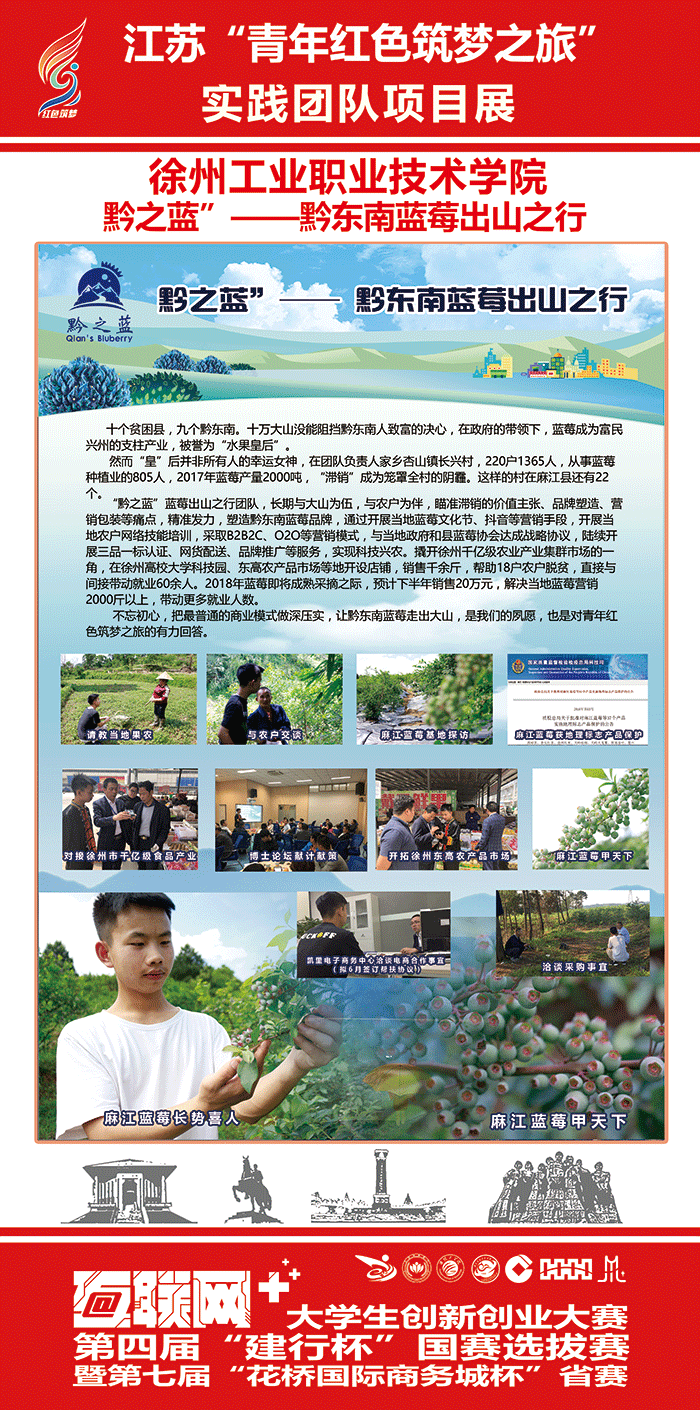 红色筑梦
江苏“青年红色筑梦之旅”
实践团队项目展
徐州工业职业技术学院
黔之蓝”——黔东南蓝莓出山之行
黔之蓝
Qian's Bluberry
黔之蓝”—— 黔东南蓝莓出山之行
十个贫困县，九个黔东南。十万大山没能阻挡黔东南人致富的决心，在政府的带领下，蓝莓成为富民
兴州的支柱产业，被誉为“水果皇后”。
然而“皇”后并非所有人的幸运女神，在团队负责人家乡杏山镇长兴村，220户1365人，从事蓝莓
种植业的805人，2017年蓝莓产量2000吨，“滞销”成为笼罩全村的阴霾。这样的村在麻江县还有22
个。
“黔之蓝”蓝莓出山之行团队，长期与大山为伍，与农户为伴，瞄准滞销的价值主张、品牌塑造、营
销包装等痛点，精准发力，塑造黔东南蓝莓品牌，通过开展当地蓝莓文化节、抖音等营销手段，开展当
地农户网络技能培训，采取B2B2C、O2O等营销模式，与当地政府和县蓝莓协会达成战略协议，陆续开
展三品一标认证、网货配送、品牌推广等服务，实现科技兴农。撬开徐州千亿级农业产业集群市场的一
角，在徐州高校大学科技园、东高农产品市场等地开设店铺，销售千余斤，帮助18户农户脱贫，直接与
间接带动就业60余人。2018年蓝莓即将成熟采摘之际，预计下半年销售20万元，解决当地蓝莓营销
2000斤以上，带动更多就业人数。
不忘初心，把最普通的商业模式做深压实，让黔东南蓝莓走出大山，是我们的夙愿，也是对青年红
色筑梦之旅的有力回答。
请教当地果农
与农户交谈
麻江蓝莓基地探访
国家质量监督检验检疫总局规范性文件
麻江蓝莓获地理标志产品保护
对接徐州市千亿级食品产业
博士论坛献计献策
开拓徐州东高农产品市场
麻江蓝莓甲天下
凯里电子商务中心洽谈电商合作事宜
（拟6月签订帮扶协议）
洽谈采购事宜
麻江蓝莓长势喜人
麻江蓝莓甲天下
互联网+
大学生创新创业大赛
第四届“建行杯”国赛选拔赛
暨第七届“花桥国际商务城杯”省赛